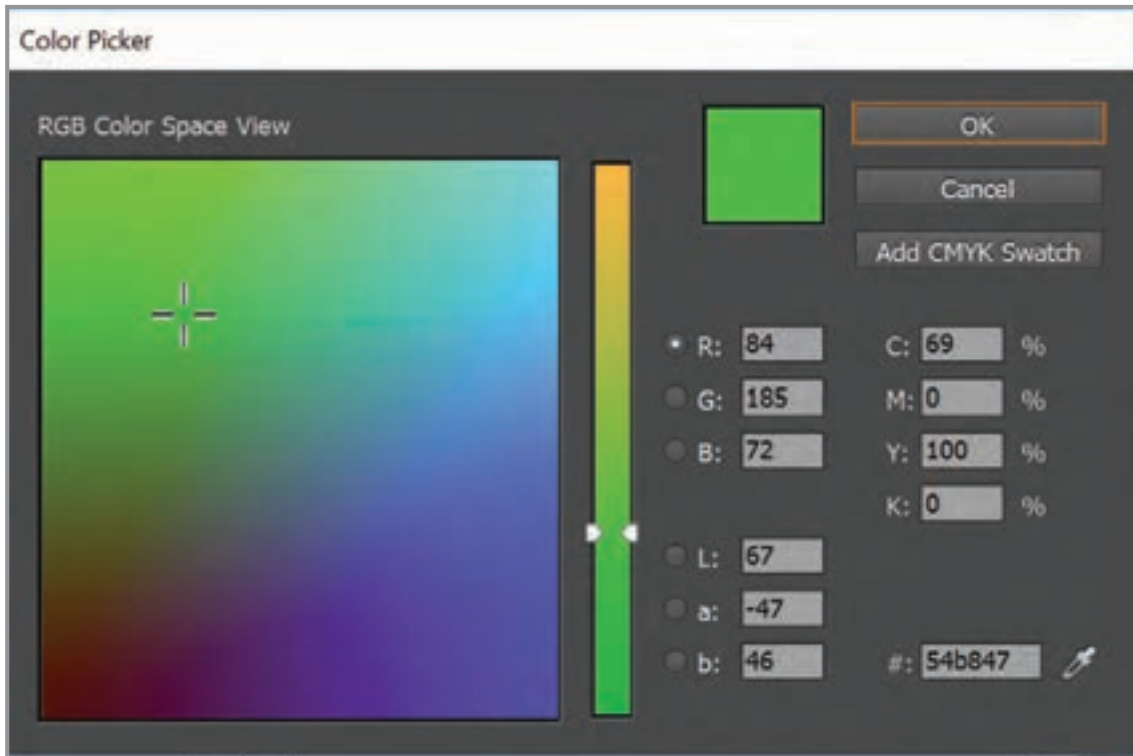 Color Picker
RGB Color Space View
OK
Cancel
Add CMYK Swatch
R: 84 C: 69 %
G: 185 M: 0 %
B: 72 Y: 100 %
K: 0 %
L: 67
a: -47
b: 46 #: 54b847